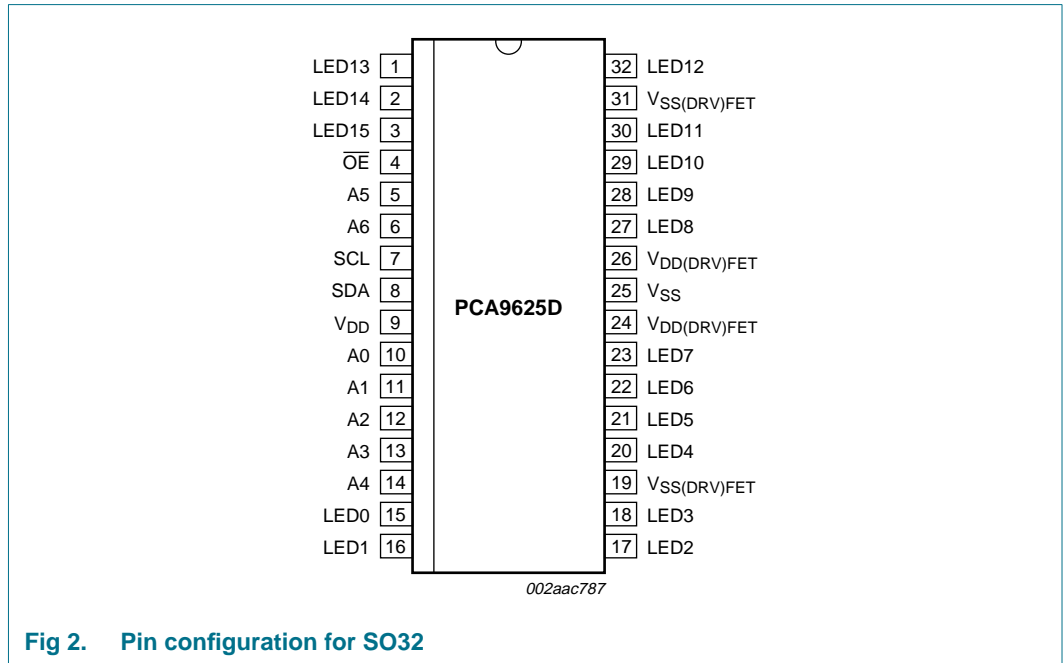 LED13 1 32 LED12
LED14 2 31 VSS(DRV)FET
LED15 3 30 LED11
O̅E̅ 4 29 LED10
A5 5 28 LED9
A6 6 27 LED8
SCL 7 26 VDD(DRV)FET
SDA 8 25 VSS
PCA9625D
VDD 9 24 VDD(DRV)FET
A0 10 23 LED7
A1 11 22 LED6
A2 12 21 LED5
A3 13 20 LED4
A4 14 19 VSS(DRV)FET
LED0 15 18 LED3
LED1 16 17 LED2
002aac787
Fig 2. Pin configuration for SO32